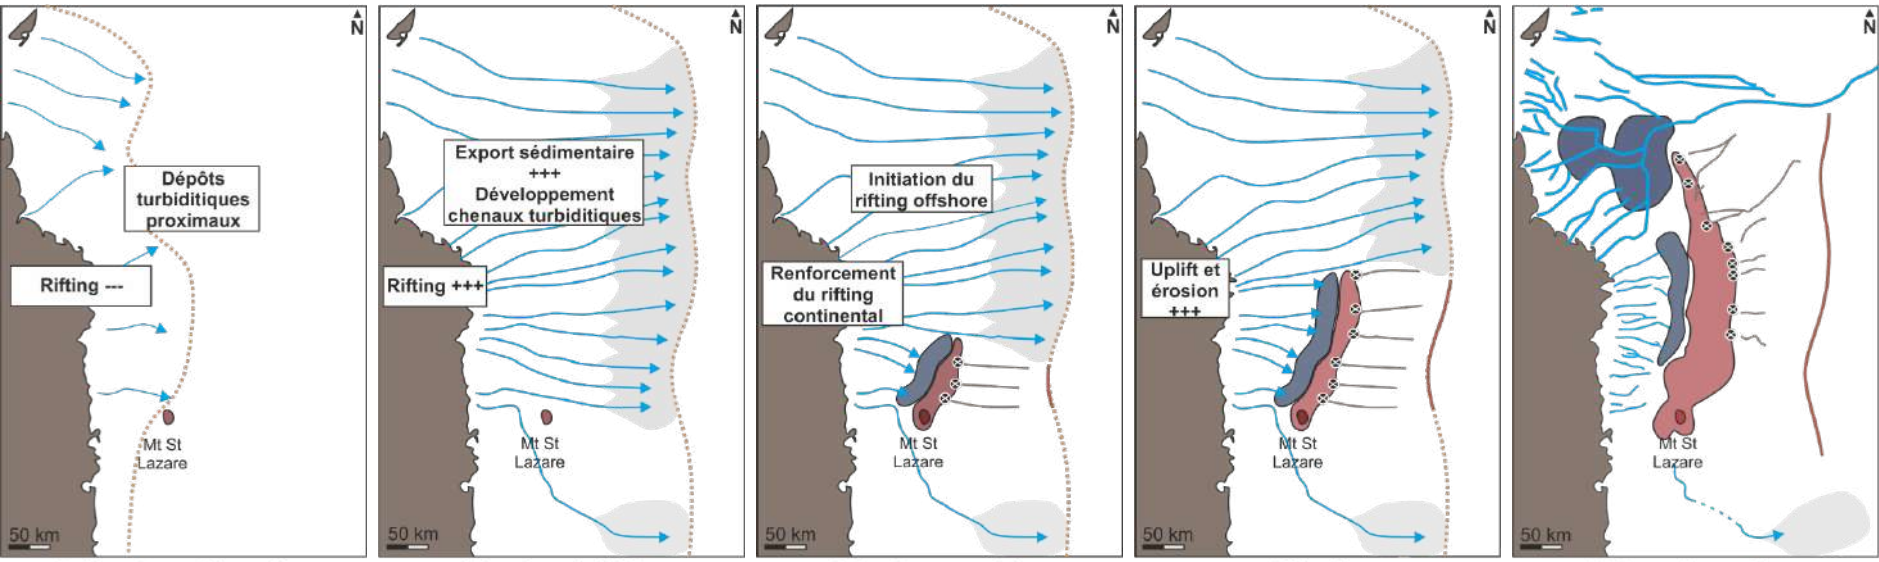 N
Dépôts
turbiditiques
proximaux
Rifting ---
Mt St
Lazare
50 km
N
Export sédimentaire
+++
Développement
chenaux turbiditiques
Rifting +++
Mt St
Lazare
50 km
N
Initiation du
rifting offshore
Renforcement
du rifting
continental
Mt St
Lazare
50 km
N
Uplift et
érosion
+++
Mt St
Lazare
50 km
N
Mt St
Lazare
50 km